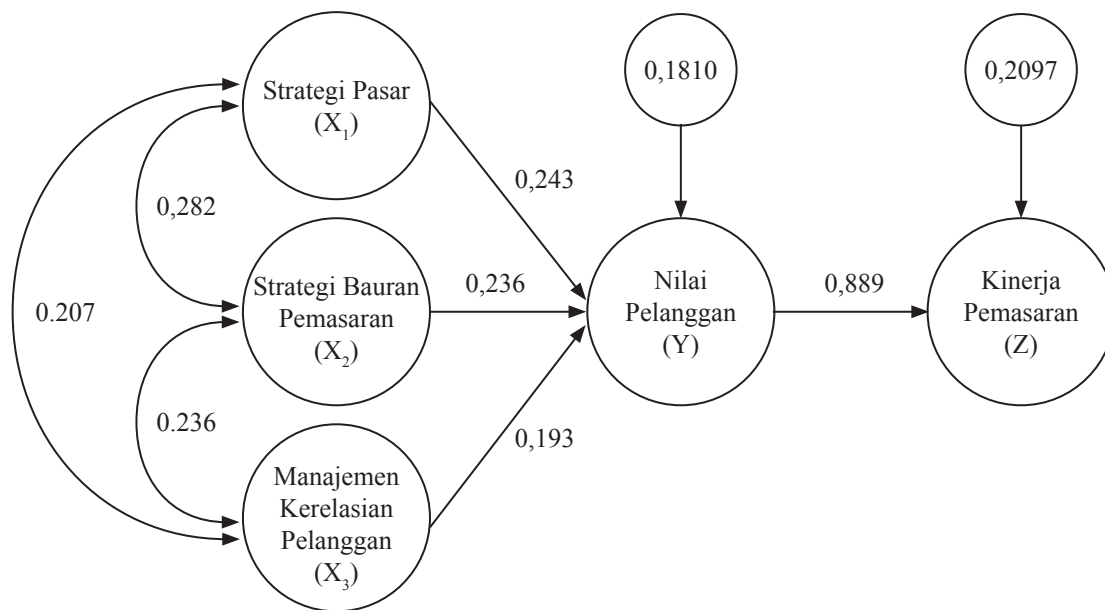 Strategi Pasar
(X₁)
0,1810
0,2097
0,243
0,282
Strategi Bauran
Pemasaran
(X₂)
0,236
Nilai
Pelanggan
(Y)
0,889
Kinerja
Pemasaran
(Z)
0.207
0.236
0,193
Manajemen
Kerelasian
Pelanggan
(X₃)